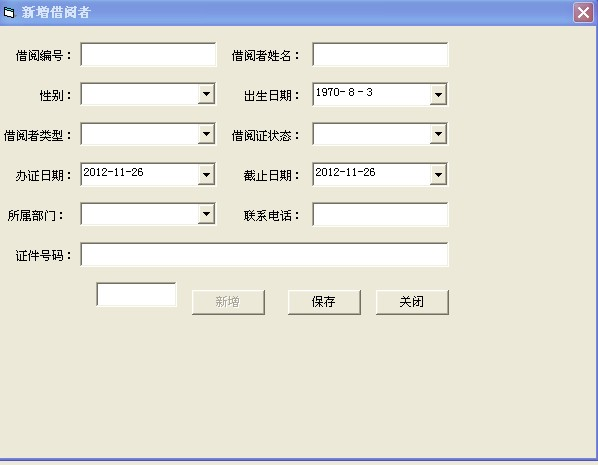 新增借阅者
借阅编号： 借阅者姓名：
性别： 出生日期： 1970- 8 - 3
借阅者类型： 借阅证状态：
办证日期： 2012-11-26 截止日期： 2012-11-26
所属部门： 联系电话：
证件号码：
新增 保存 关闭